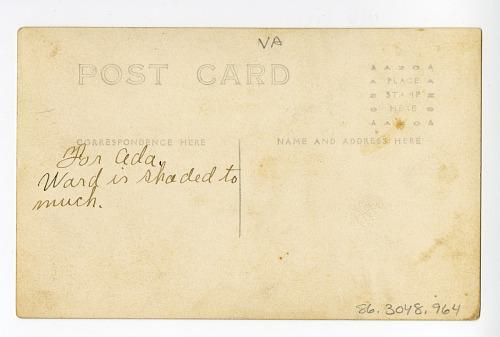 VA
POST CARD
AZO
PLACE
STAMP
HERE
AZO
CORRESPONDENCE HERE
NAME AND ADDRESS HERE
For Ada.
Ward is shaded to
much.
86.3048.964